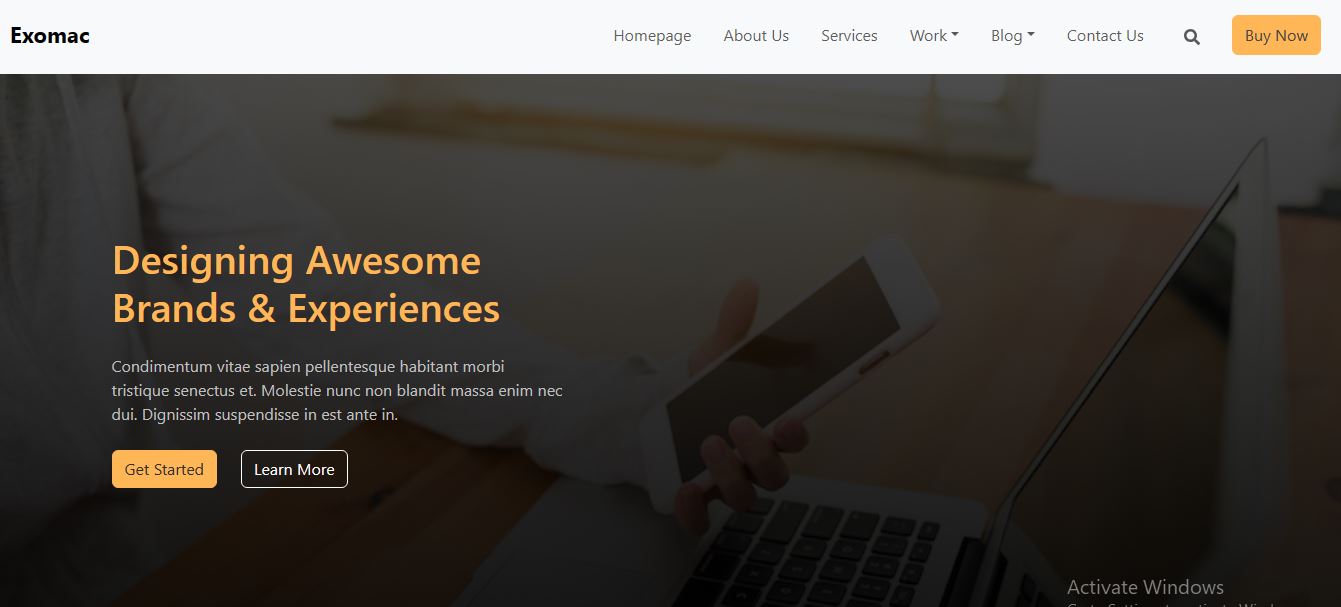 Exomac
Homepage
About Us
Services
Work
Blog
Contact Us
Buy Now
Designing Awesome
Brands & Experiences
Condimentum vitae sapien pellentesque habitant morbi
tristique senectus et. Molestie nunc non blandit massa enim nec
dui. Dignissim suspendisse in est ante in.
Get Started
Learn More
Activate Windows